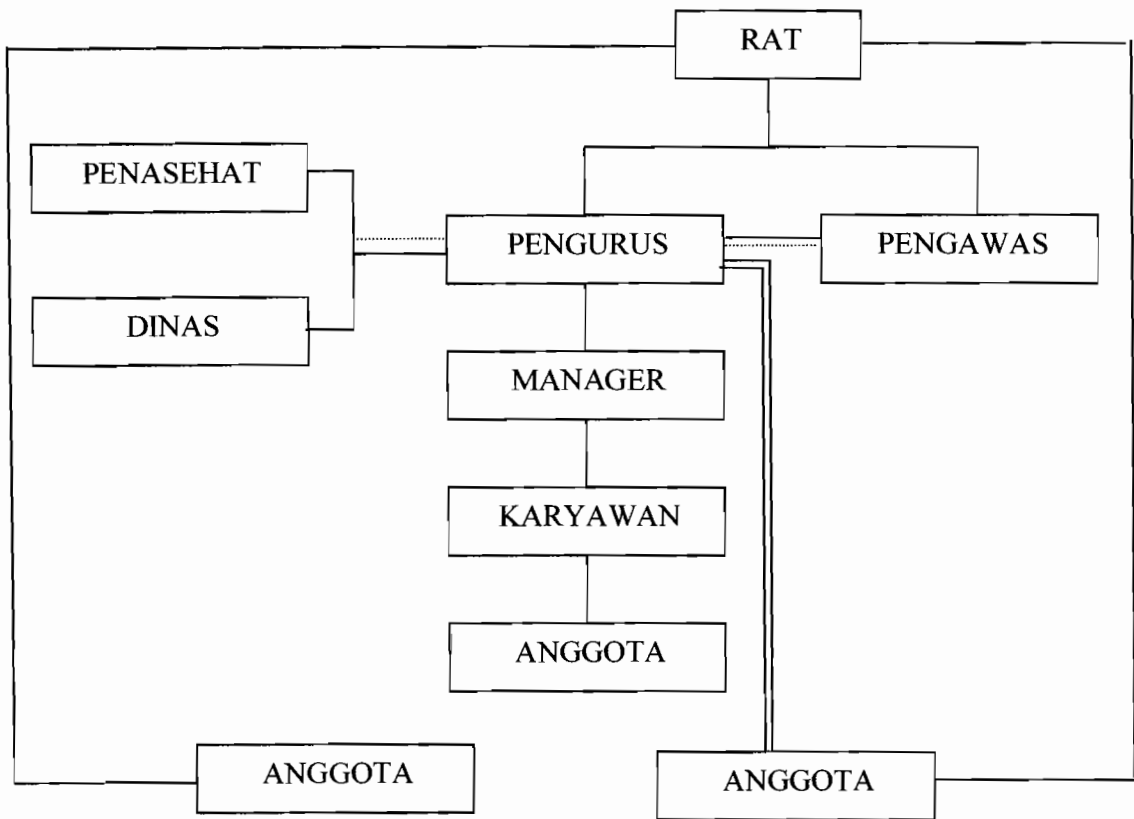 RAT
PENASEHAT
PENGURUS
PENGAWAS
DINAS
MANAGER
KARYAWAN
ANGGOTA
ANGGOTA
ANGGOTA